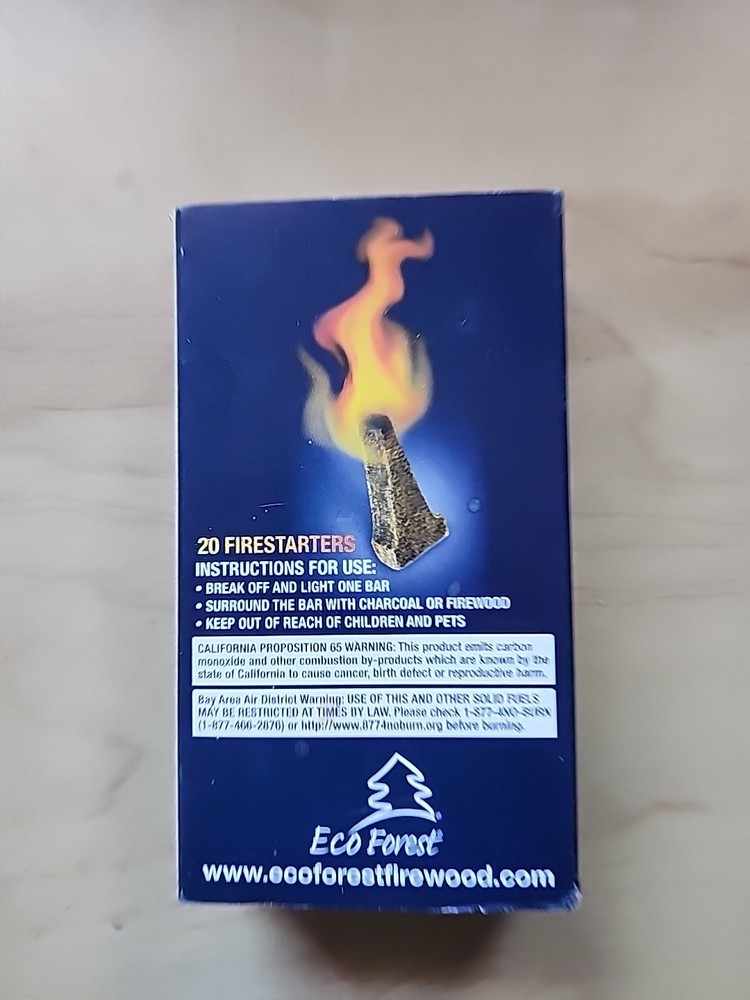 20 FIRESTARTERS
INSTRUCTIONS FOR USE:
• BREAK OFF AND LIGHT ONE BAR
• SURROUND THE BAR WITH CHARCOAL OR FIREWOOD
• KEEP OUT OF REACH OF CHILDREN AND PETS
CALIFORNIA PROPOSITION 65 WARNING: This product emits carbon
monoxide and other combustion by-products which are known by the
state of California to cause cancer, birth defect or reproductive harm.
Bay Area Air District Warning: USE OF THIS AND OTHER SOLID FUELS
MAY BE RESTRICTED AT TIMES BY LAW. Please check 1-877-4NO-BURN
(1-877-466-2876) or http://www.8774noburn.org before burning.
Eco Forest®
www.ecoforestfirewood.com